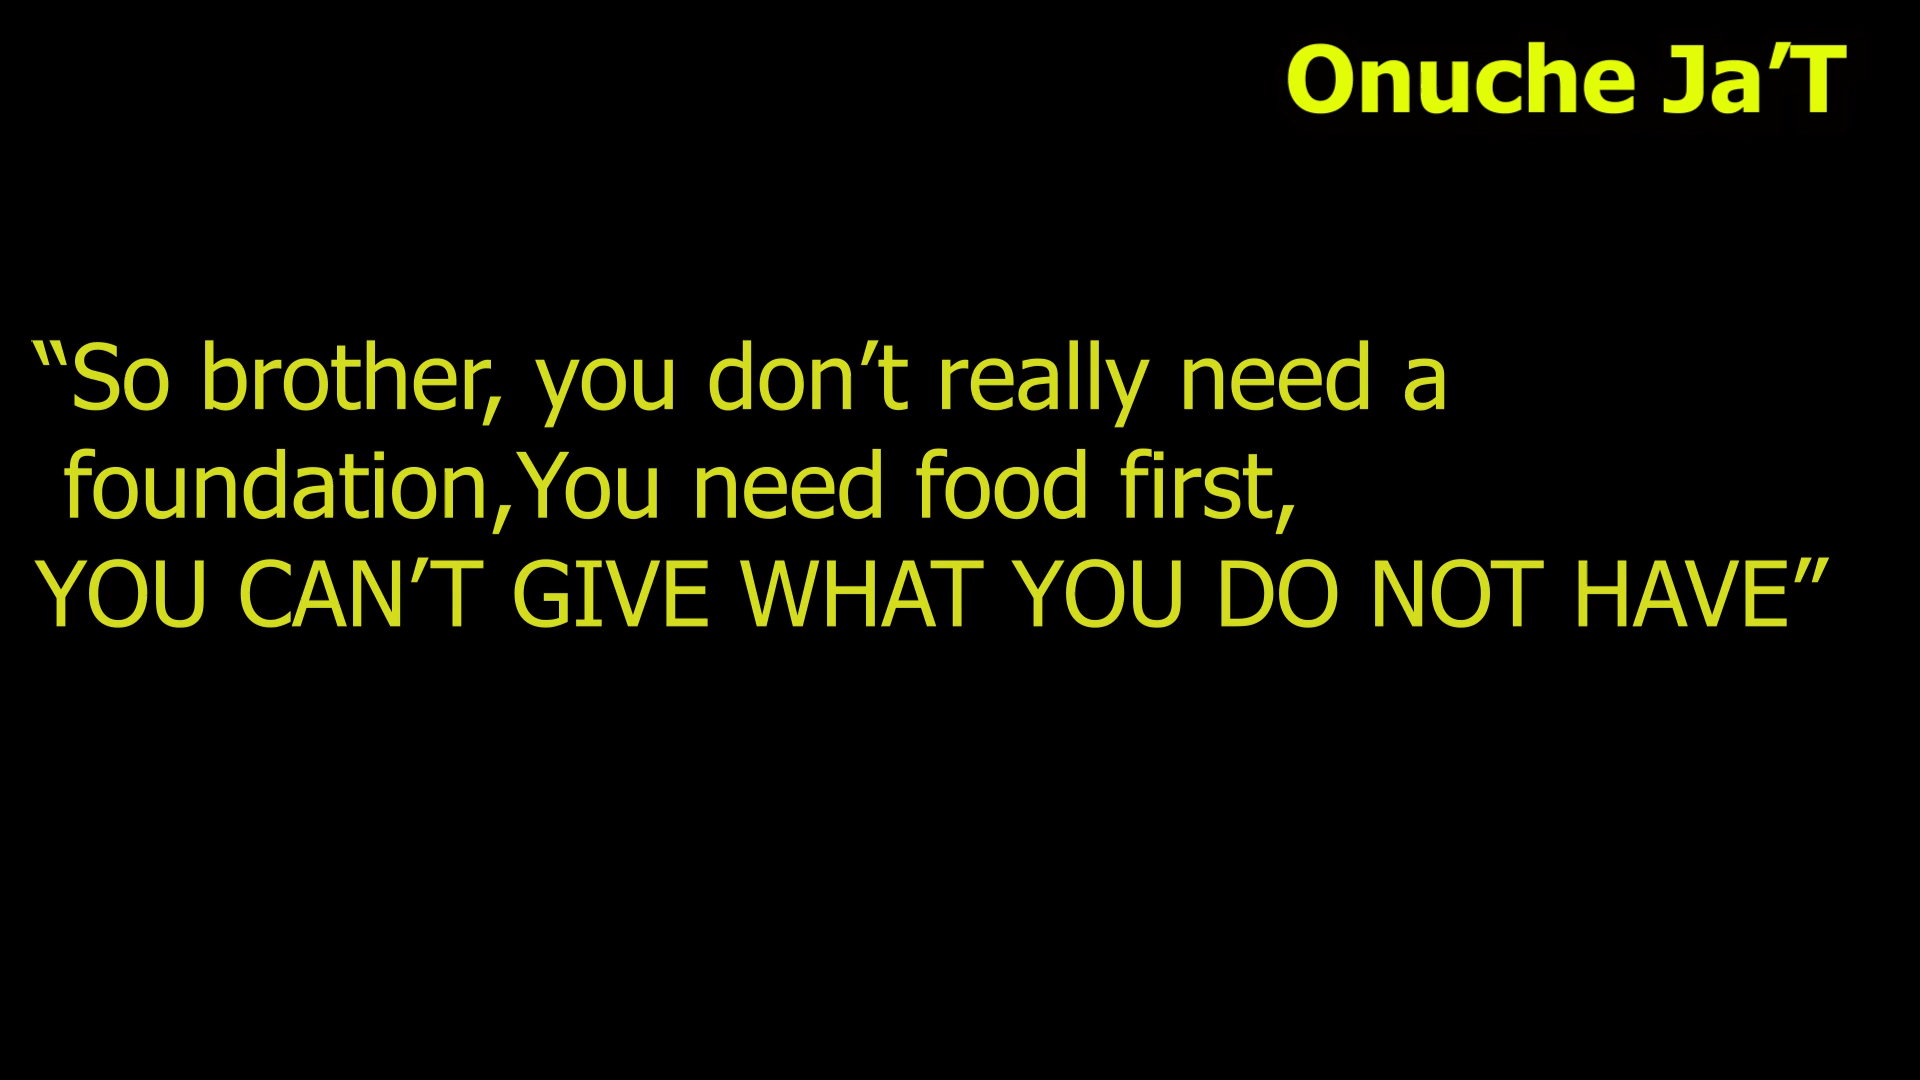 Onuche Ja’T
“So brother, you don’t really need a
foundation,You need food first,
YOU CAN’T GIVE WHAT YOU DO NOT HAVE”